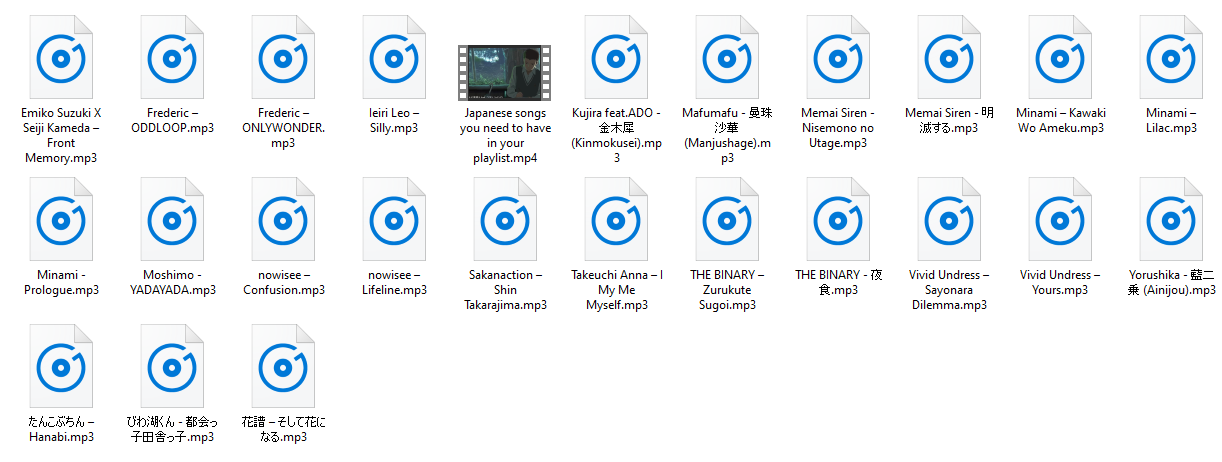 Emiko Suzuki X
Seiji Kameda –
Front
Memory.mp3
Frederic –
ODDLOOP.mp3
Frederic –
ONLYWONDER.
mp3
Ieiri Leo –
Silly.mp3
Japanese songs
you need to have
in your
playlist.mp4
Kujira feat.ADO -
金木犀
(Kinmokusei).mp
3
Mafumafu - 曼珠
沙華
(Manjushage).m
p3
Memai Siren -
Nisemono no
Utage.mp3
Memai Siren - 明
滅する.mp3
Minami – Kawaki
Wo Ameku.mp3
Minami –
Lilac.mp3
Minami -
Prologue.mp3
Moshimo -
YADAYADA.mp3
nowisee –
Confusion.mp3
nowisee –
Lifeline.mp3
Sakanaction –
Shin
Takarajima.mp3
Takeuchi Anna – I
My Me
Myself.mp3
THE BINARY –
Zurukute
Sugoi.mp3
THE BINARY - 夜
食.mp3
Vivid Undress –
Sayonara
Dilemma.mp3
Vivid Undress –
Yours.mp3
Yorushika - 藍二
乗 (Ainijou).mp3
たんこぶちん –
Hanabi.mp3
びわ湖くん - 都会っ
子田舎っ子.mp3
花譜 – そして花に
なる.mp3